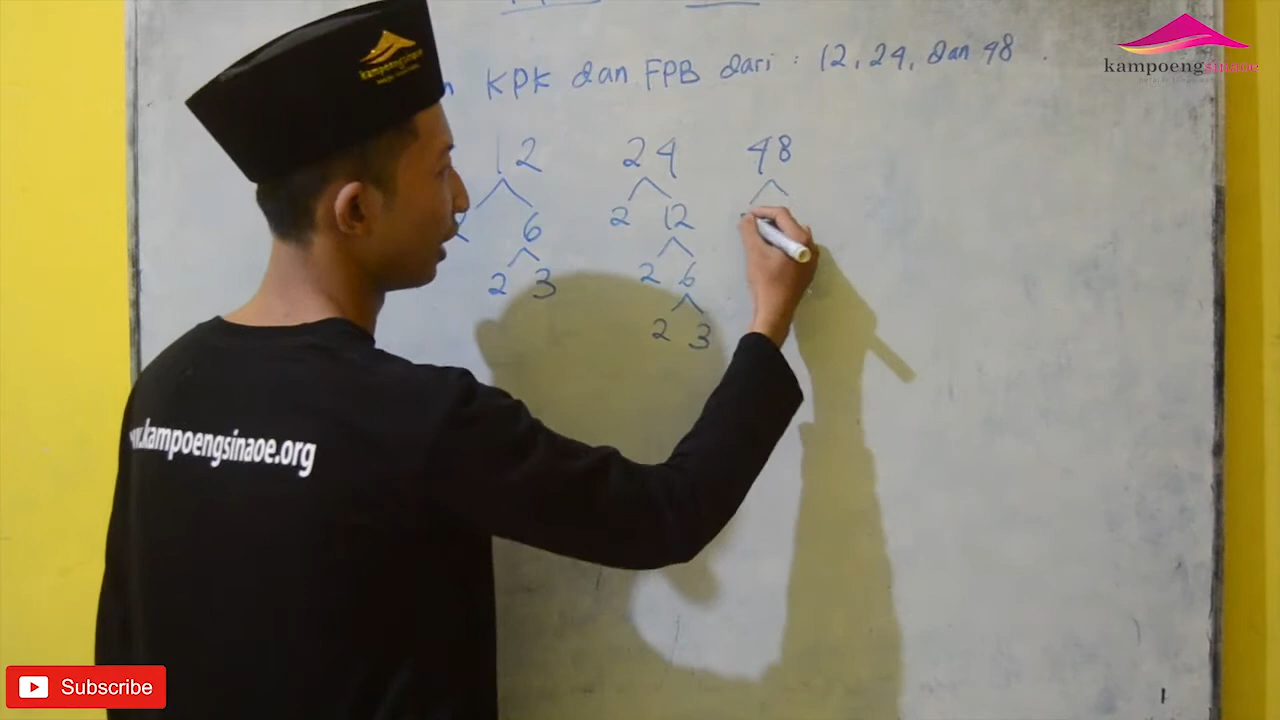 KPK dan FPB dari : 12, 24, dan 48 .
kampoengsinaoe
kampoengsinaoe
12 24 48
6 2 12
2 3 2 6
2 3
kampoengsinaoe.org
Subscribe